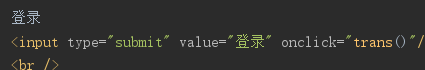 登录
<input type="submit" value="登录" onclick="trans()"/
<br />